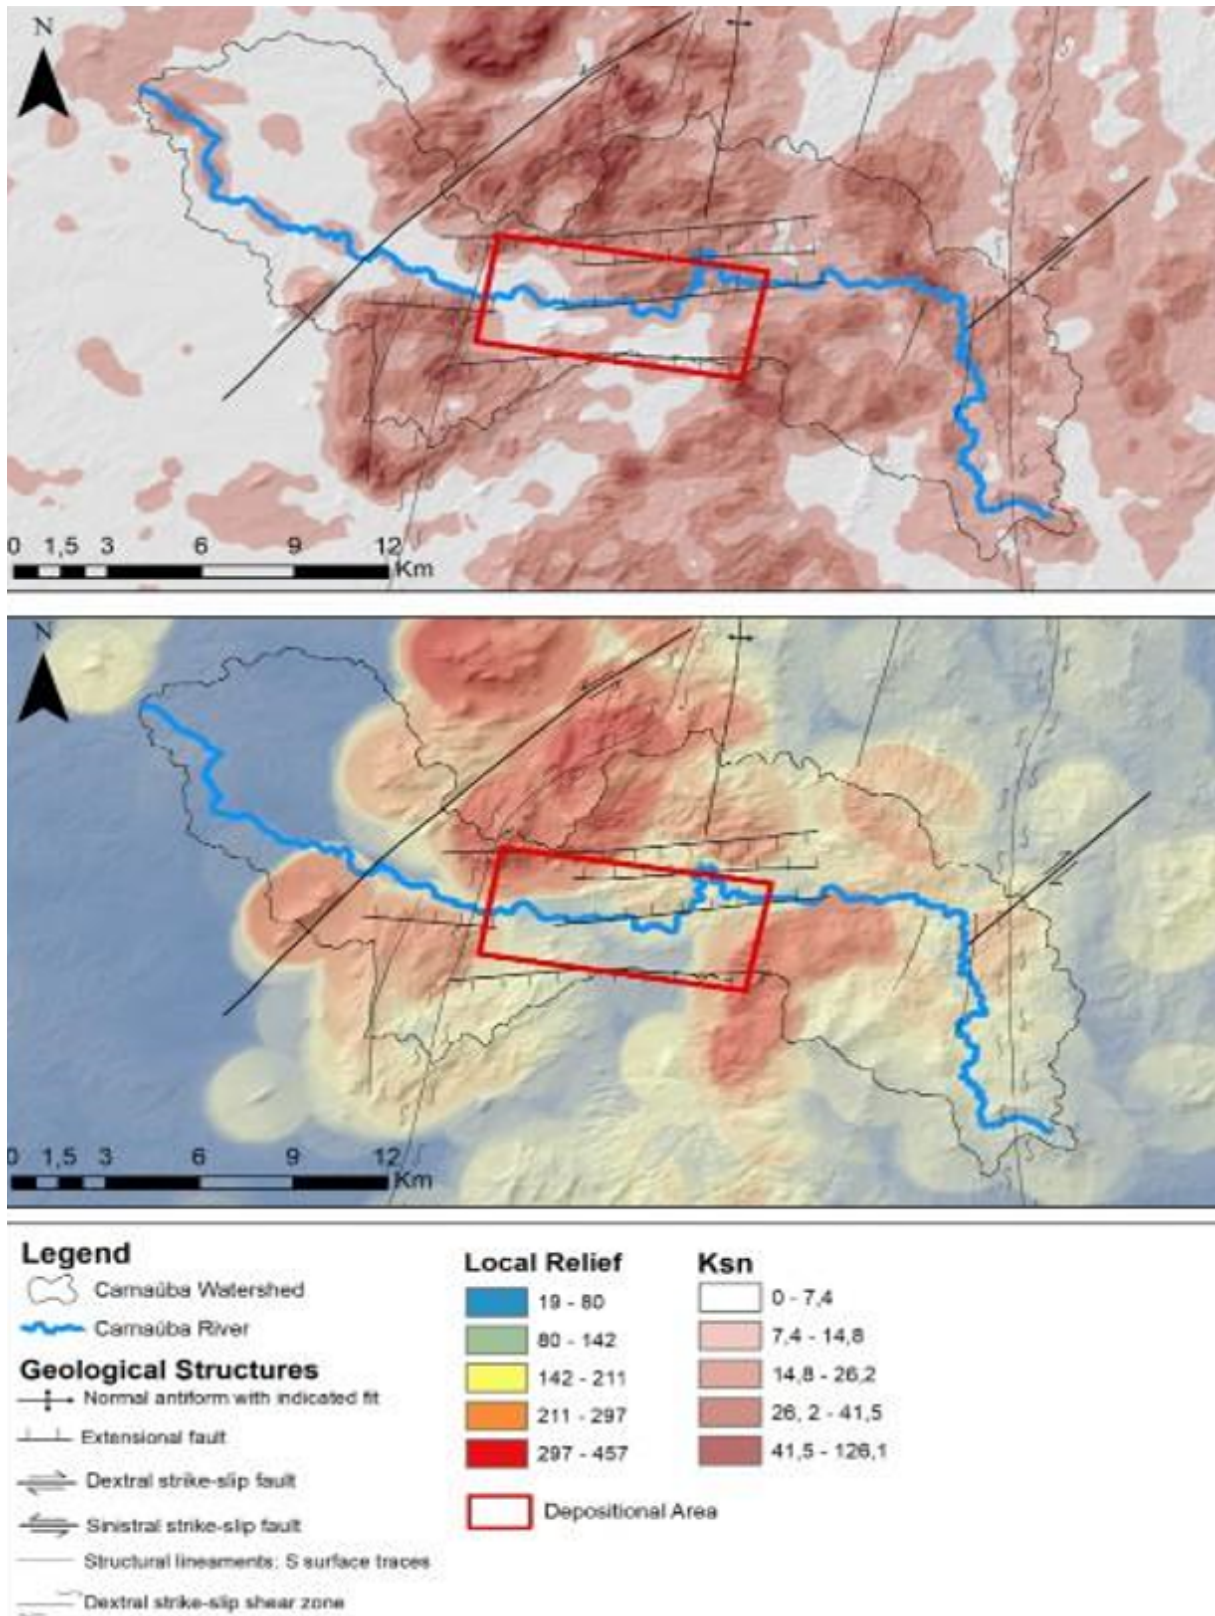 N
0 1,5 3 6 9 12
Km
N
0 1,5 3 6 9 12
Km
Legend
Carnaúba Watershed
Carnaúba River
Geological Structures
Normal antiform with indicated fit
Extensional fault
Dextral strike-slip fault
Sinistral strike-slip fault
Structural lineaments: S surface traces
Dextral strike-slip shear zone
Local Relief
19 - 80
80 - 142
142 - 211
211 - 297
297 - 457
Depositional Area
Ksn
0 - 7,4
7,4 - 14,8
14,8 - 26,2
26, 2 - 41,5
41,5 - 126,1